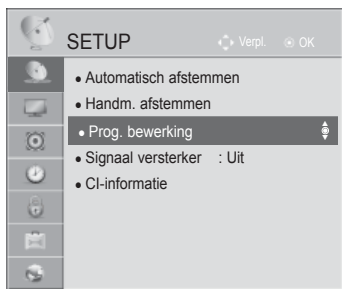 SETUP Verpl. OK
• Automatisch afstemmen
• Handm. afstemmen
• Prog. bewerking
• Signaal versterker : Uit
• CI-informatie